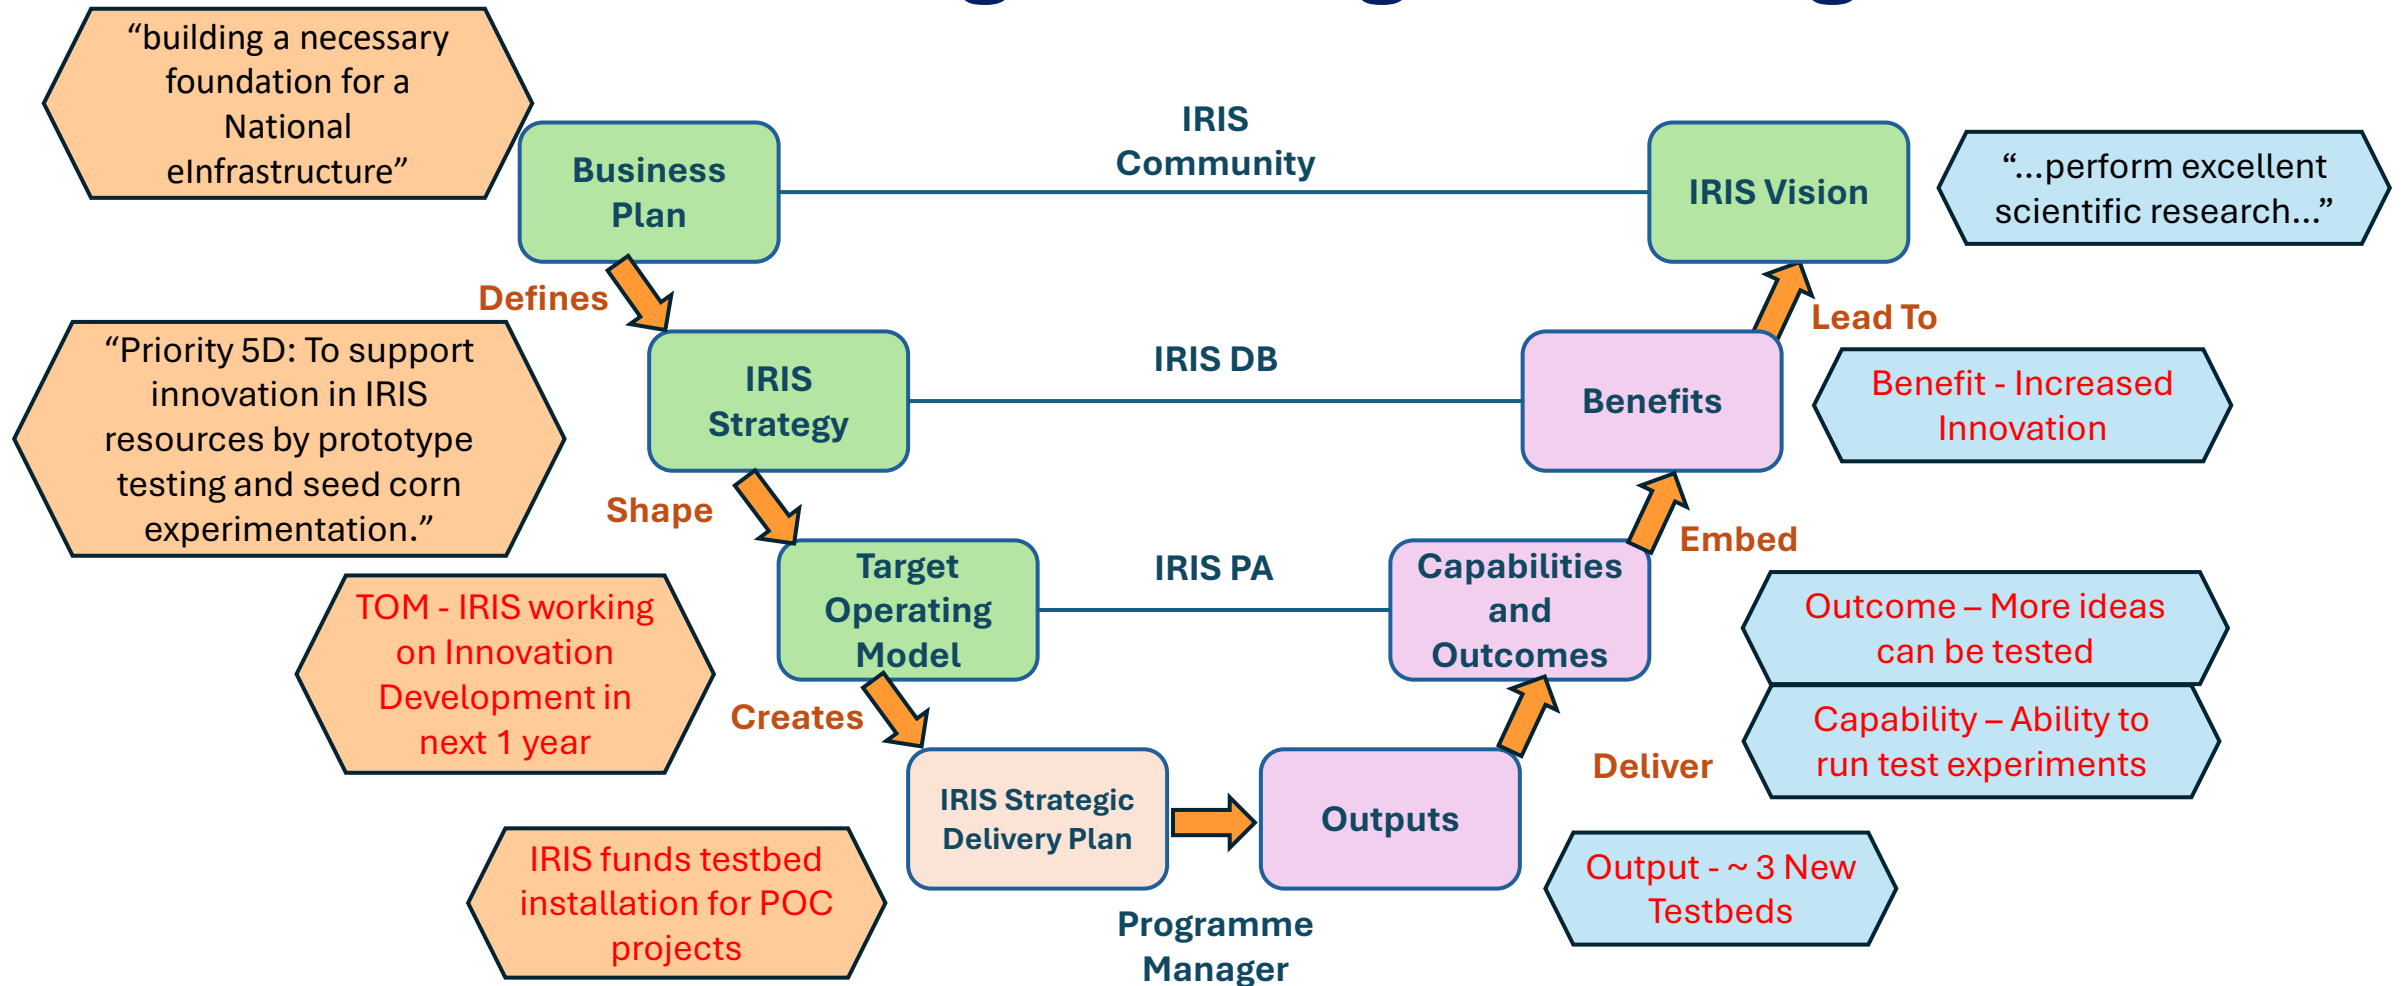 “building a necessary
foundation for a
National
eInfrastructure”
IRIS
Community
Business
Plan
IRIS Vision
“...perform excellent
scientific research...”
Defines
Lead To
“Priority 5D: To support
innovation in IRIS
resources by prototype
testing and seed corn
experimentation.”
IRIS
Strategy
IRIS DB
Benefits
Benefit - Increased
Innovation
Shape
Embed
TOM - IRIS working
on Innovation
Development in
next 1 year
Target
Operating
Model
IRIS PA
Capabilities
and
Outcomes
Outcome – More ideas
can be tested
Capability – Ability to
run test experiments
Creates
Deliver
IRIS funds testbed
installation for POC
projects
IRIS Strategic
Delivery Plan
Outputs
Output - ~ 3 New
Testbeds
Programme
Manager